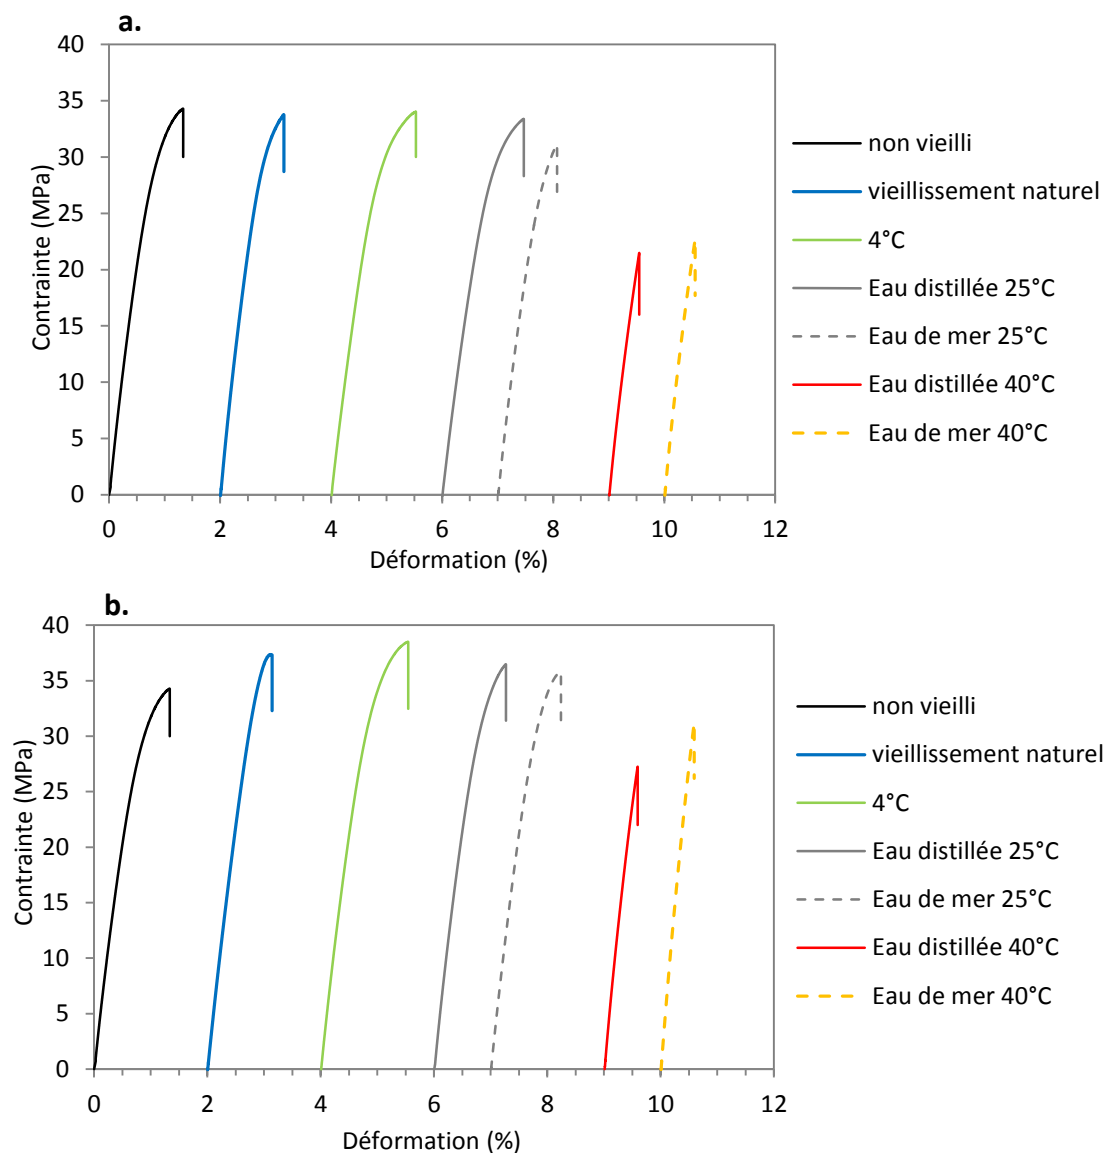 a.
40
35
30
25
20
15
10
5
0
Contrainte (MPa)
0 2 4 6 8 10 12
Déformation (%)
non vieilli
vieillissement naturel
4°C
Eau distillée 25°C
Eau de mer 25°C
Eau distillée 40°C
Eau de mer 40°C
b.
40
35
30
25
20
15
10
5
0
Contrainte (MPa)
0 2 4 6 8 10 12
Déformation (%)
non vieilli
vieillissement naturel
4°C
Eau distillée 25°C
Eau de mer 25°C
Eau distillée 40°C
Eau de mer 40°C